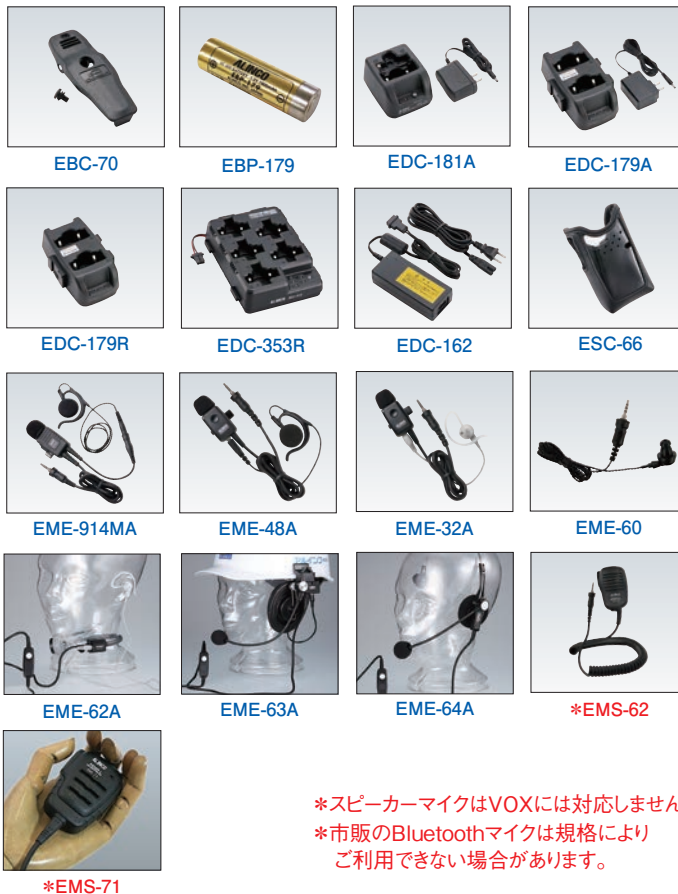 ALINCO
EBP-179
EBC-70
EBP-179
EDC-181A
EDC-179A
EDC-179R
EDC-353R
EDC-162
ESC-66
EME-914MA
EME-48A
EME-32A
EME-60
EME-62A
EME-63A
EME-64A
*EMS-62
ALINCO
*EMS-71
*スピーカーマイクはVOXには対応しません
*市販のBluetoothマイクは規格により
ご利用できない場合があります。